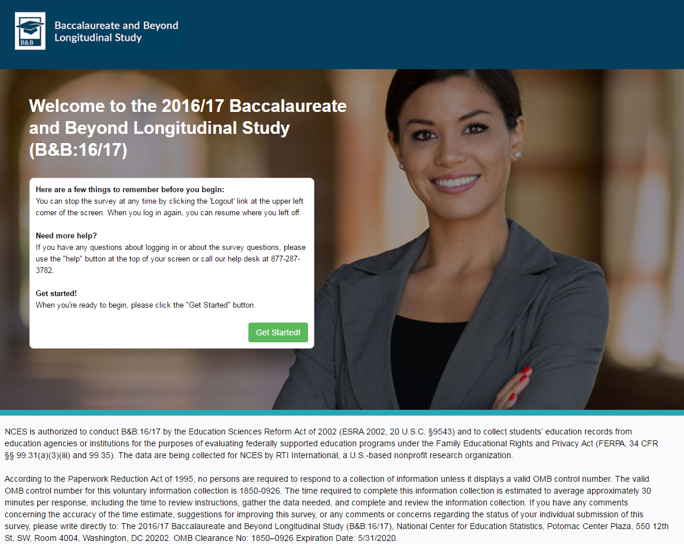 B&B
Baccalaureate and Beyond
Longitudinal Study
Welcome to the 2016/17 Baccalaureate
and Beyond Longitudinal Study
(B&B:16/17)
Here are a few things to remember before you begin:
You can stop the survey at any time by clicking the 'Logout' link at the upper left
corner of the screen. When you log in again, you can resume where you left off.
Need more help?
If you have any questions about logging in or about the survey questions, please
use the "help" button at the top of your screen or call our help desk at 877-287-
3782.
Get started!
When you're ready to begin, please click the "Get Started" button.
Get Started!
NCES is authorized to conduct B&B:16/17 by the Education Sciences Reform Act of 2002 (ESRA 2002, 20 U.S.C. §9543) and to collect students' education records from
education agencies or institutions for the purposes of evaluating federally supported education programs under the Family Educational Rights and Privacy Act (FERPA, 34 CFR
§§ 99.31(a)(3)(iii) and 99.35). The data are being collected for NCES by RTI International, a U.S.-based nonprofit research organization.
According to the Paperwork Reduction Act of 1995, no persons are required to respond to a collection of information unless it displays a valid OMB control number. The valid
OMB control number for this voluntary information collection is 1850-0926. The time required to complete this information collection is estimated to average approximately 30
minutes per response, including the time to review instructions, gather the data needed, and complete and review the information collection. If you have any comments
concerning the accuracy of the time estimate, suggestions for improving this survey, or any comments or concerns regarding the status of your individual submission of this
survey, please write directly to: The 2016/17 Baccalaureate and Beyond Longitudinal Study (B&B:16/17), National Center for Education Statistics, Potomac Center Plaza, 550 12th
St, SW, Room 4004, Washington, DC 20202. OMB Clearance No: 1850–0926 Expiration Date: 5/31/2020.